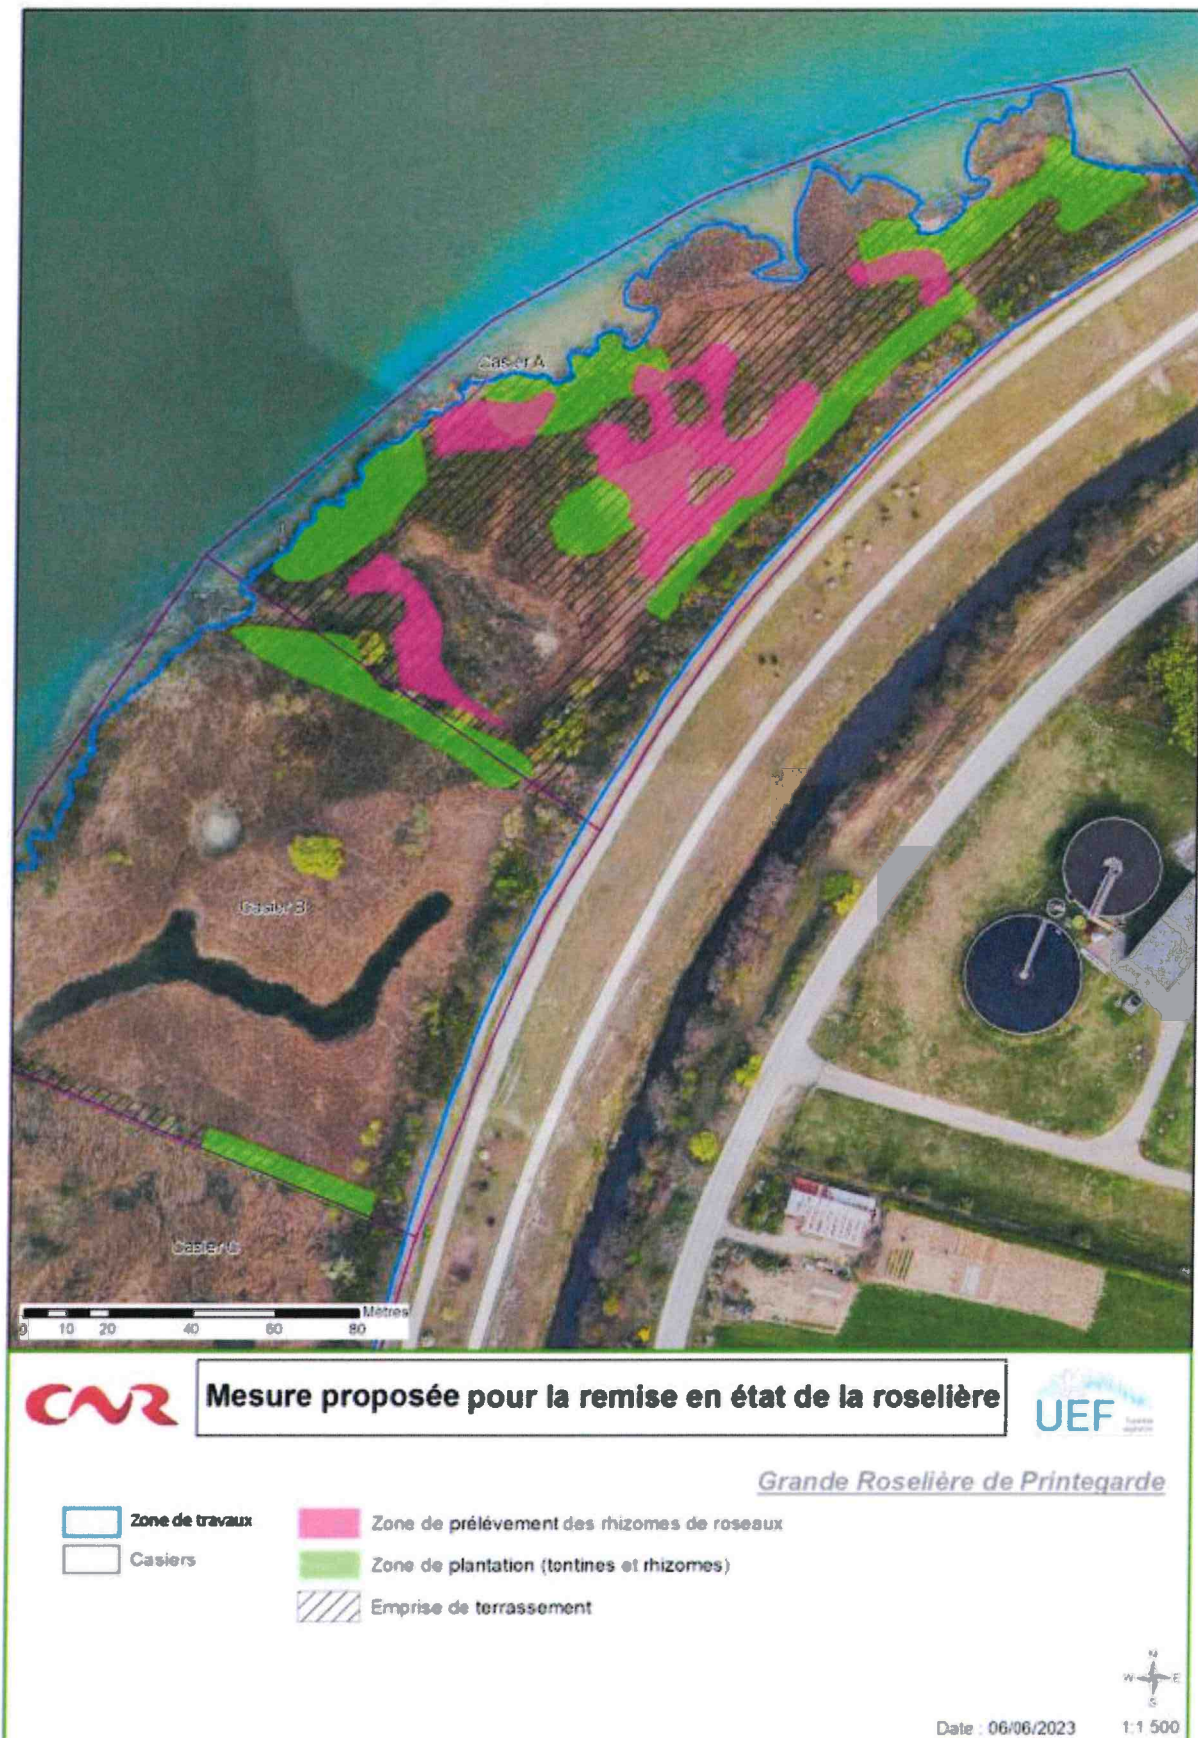 Casier A
Casier B
Casier C
Mètres
0 10 20 40 60 80
CNR
Mesure proposée pour la remise en état de la roselière
UEF
Grande Roselière de Printegarde
Zone de travaux
Casiers
Zone de prélévement des rhizomes de roseaux
Zone de plantation (tontines et rhizomes)
Emprise de terrassement
N
W E
S
Date : 06/06/2023 1:1 500